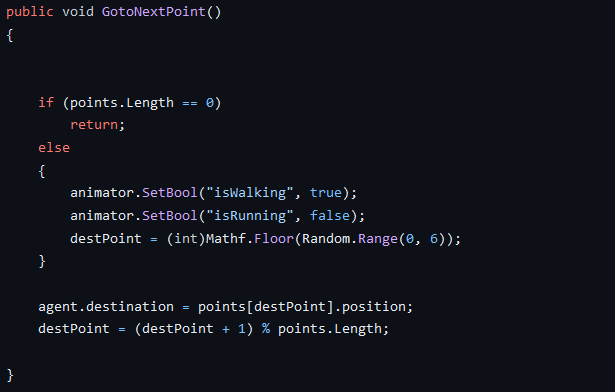 public void GotoNextPoint()
{
if (points.Length == 0)
return;
else
{
animator.SetBool("isWalking", true);
animator.SetBool("isRunning", false);
destPoint = (int)Mathf.Floor(Random.Range(0, 6));
}
agent.destination = points[destPoint].position;
destPoint = (destPoint + 1) % points.Length;
}